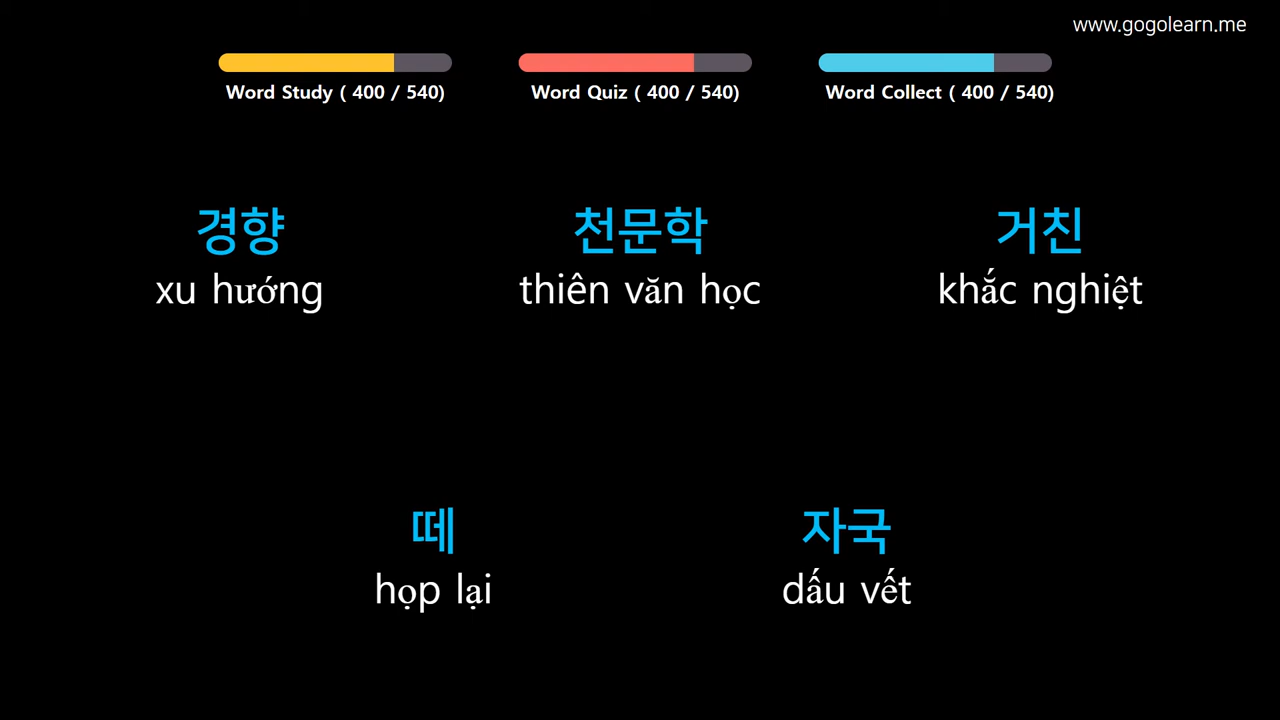 www.gogolearn.me
Word Study ( 400 / 540)
Word Quiz ( 400 / 540)
Word Collect ( 400 / 540)
경향
xu hướng
천문학
thiên văn học
거친
khắc nghiệt
떼
họp lại
자국
dấu vết